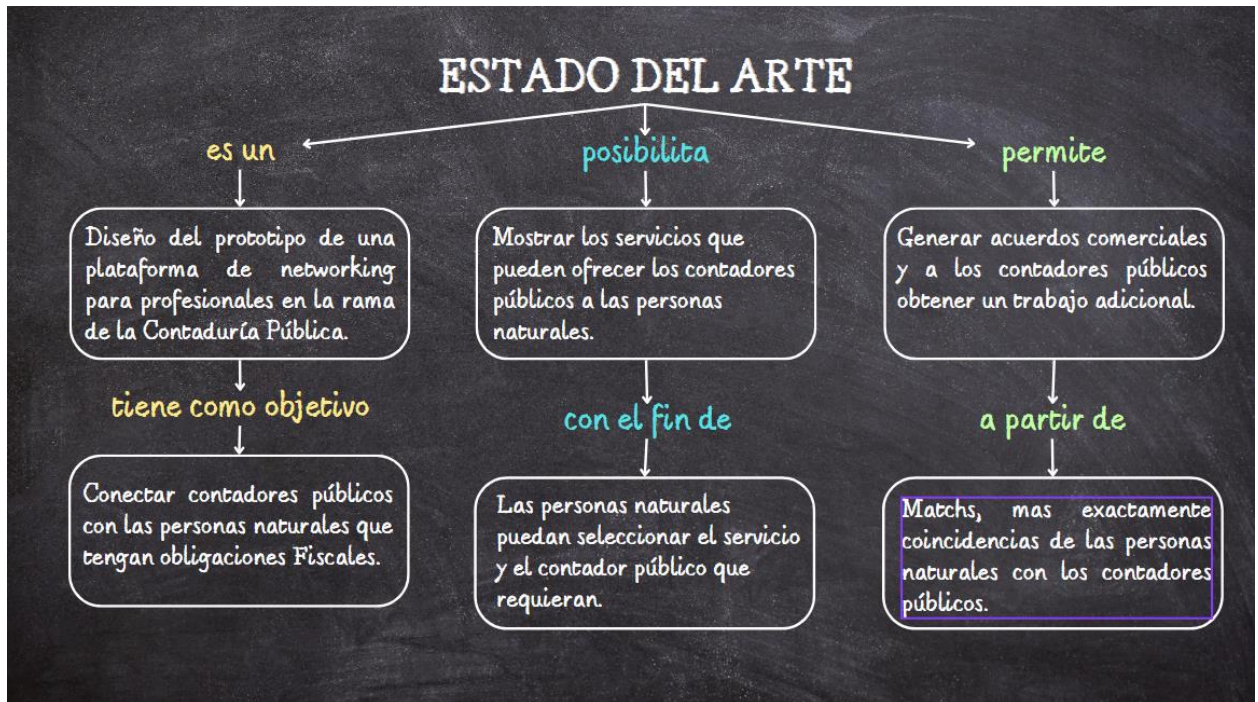 ESTADO DEL ARTE
es un
Diseño del prototipo de una
plataforma de networking
para profesionales en la rama
de la Contaduría Pública.
tiene como objetivo
Conectar contadores públicos
con las personas naturales que
tengan obligaciones Fiscales.
posibilita
Mostrar los servicios que
pueden ofrecer los contadores
públicos a las personas
naturales.
con el fin de
Las personas naturales
puedan seleccionar el servicio
y el contador público que
requieran.
permite
Generar acuerdos comerciales
y a los contadores públicos
obtener un trabajo adicional.
a partir de
Matchs, mas exactamente
coincidencias de las personas
naturales con los contadores
públicos.